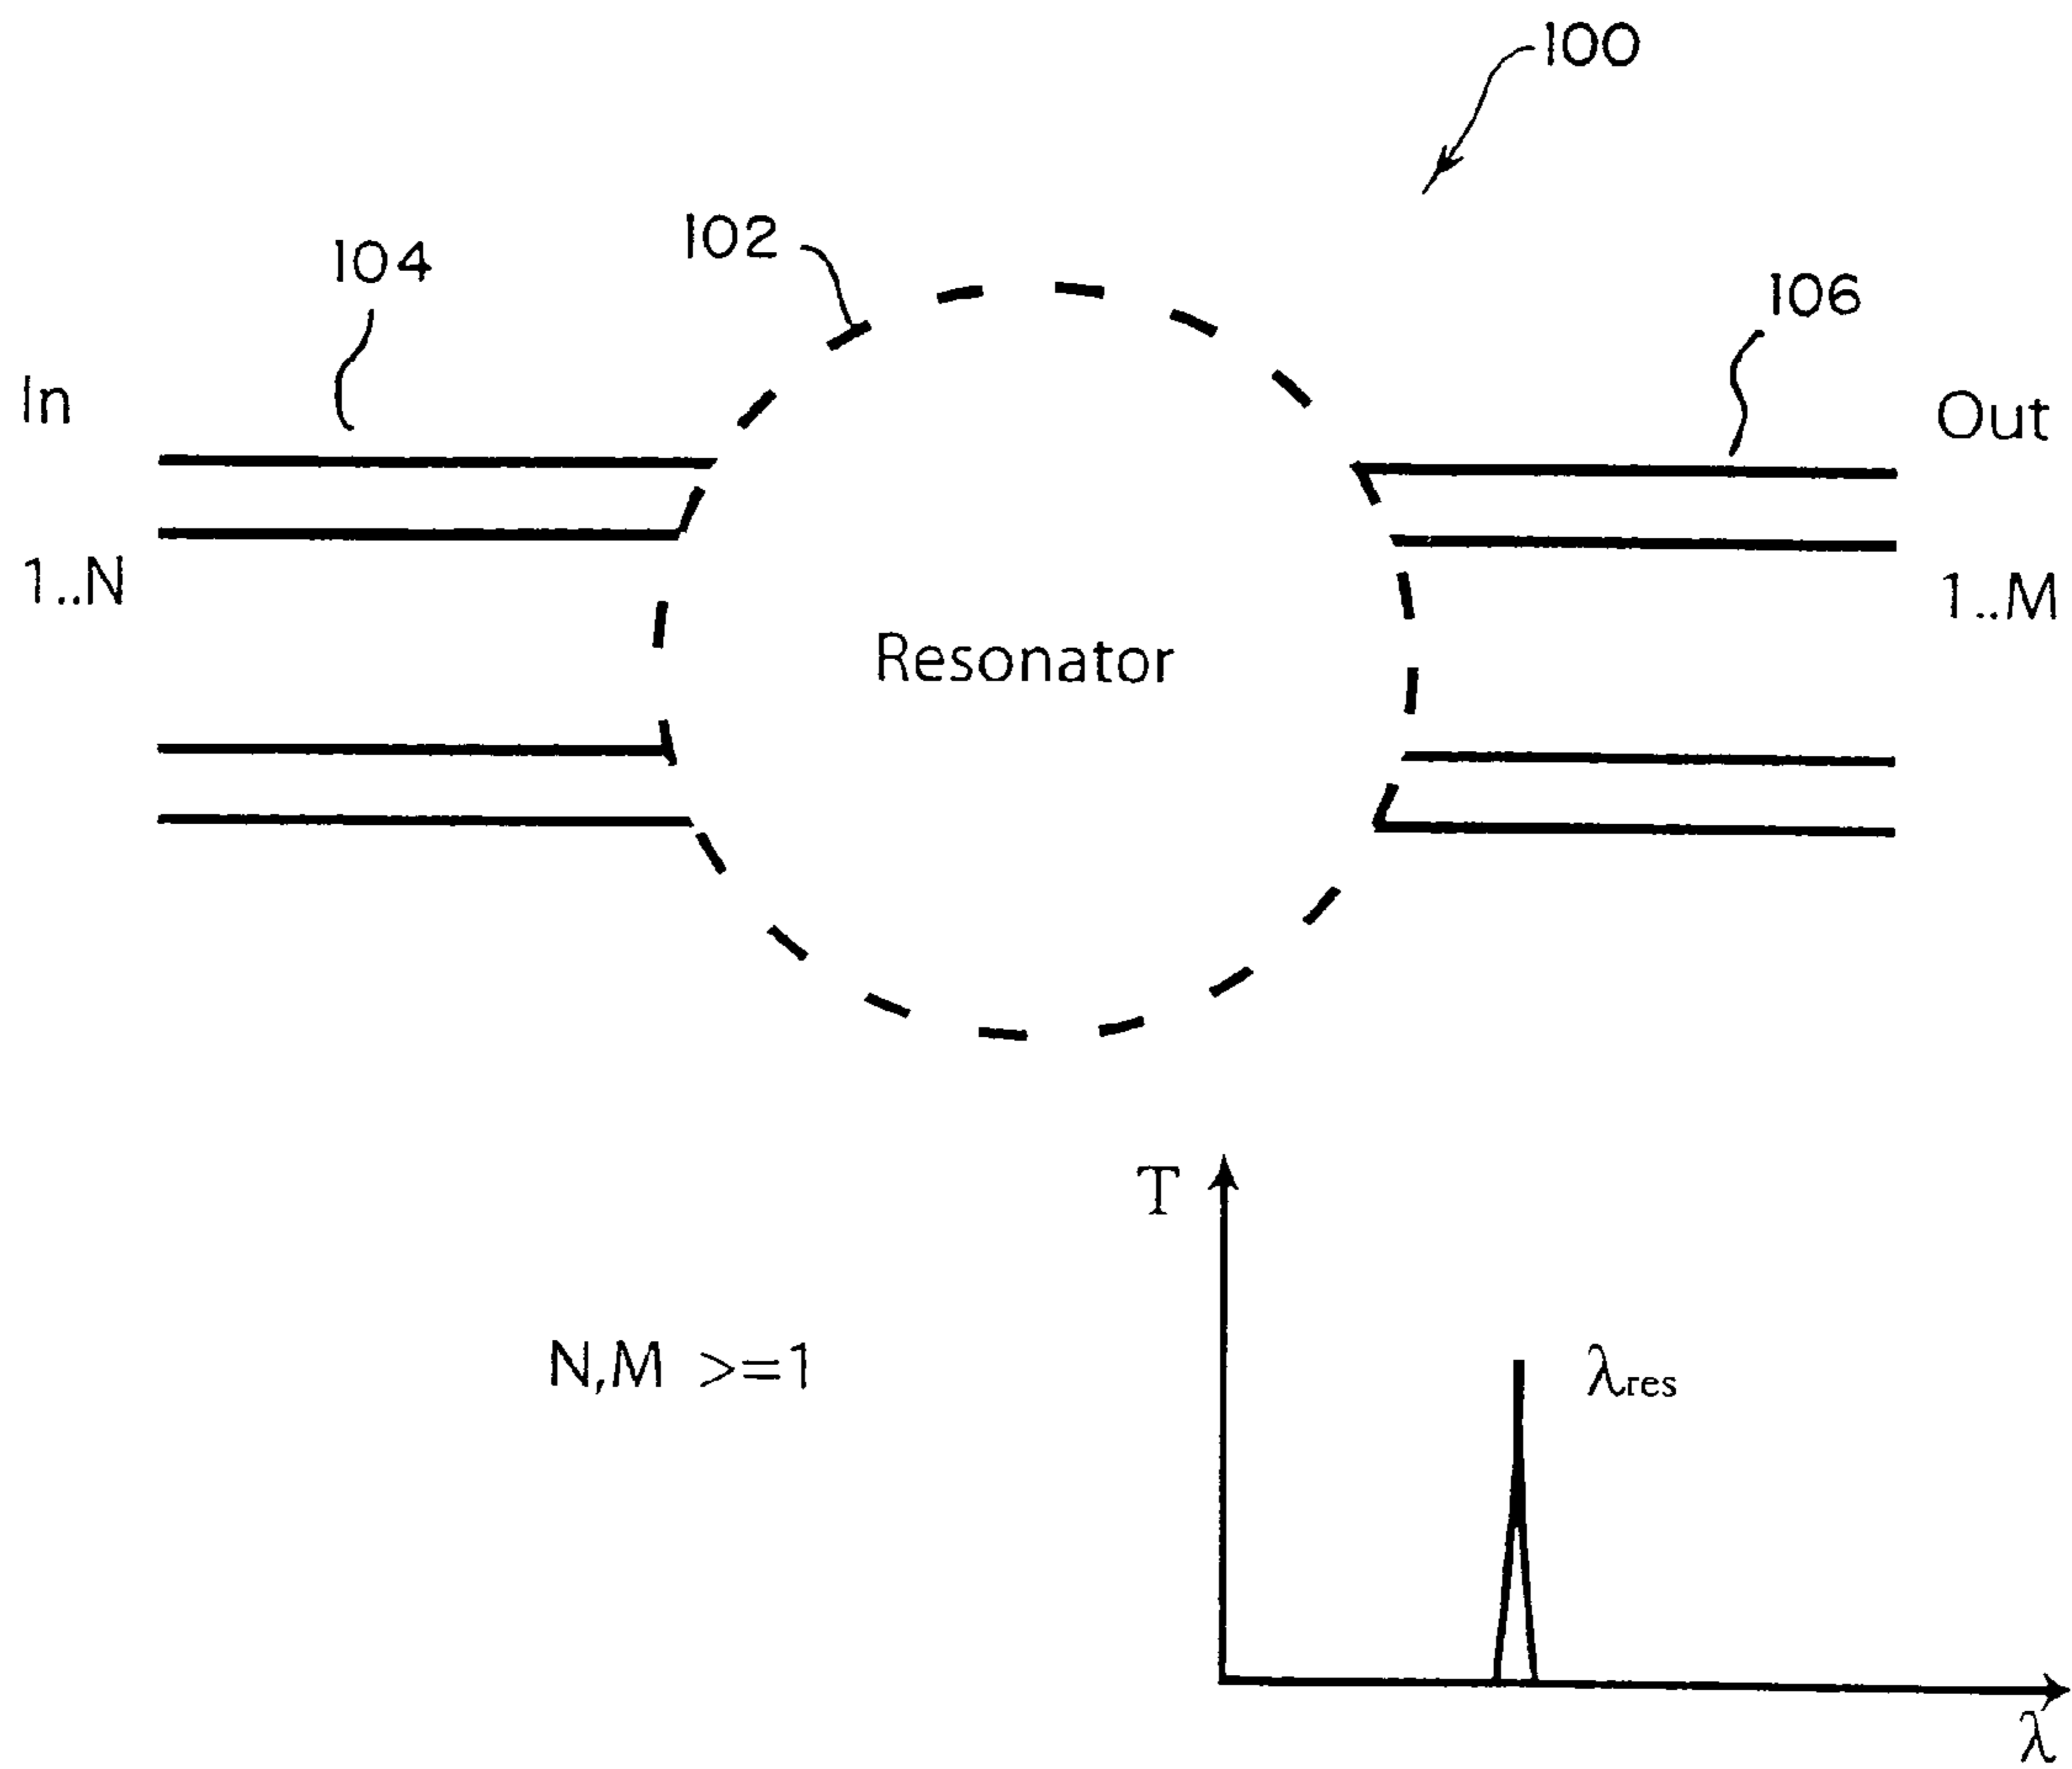 100
102
104
106
In
Out
1..N
1..M
Resonator
T
N,M >=1
λres
λ